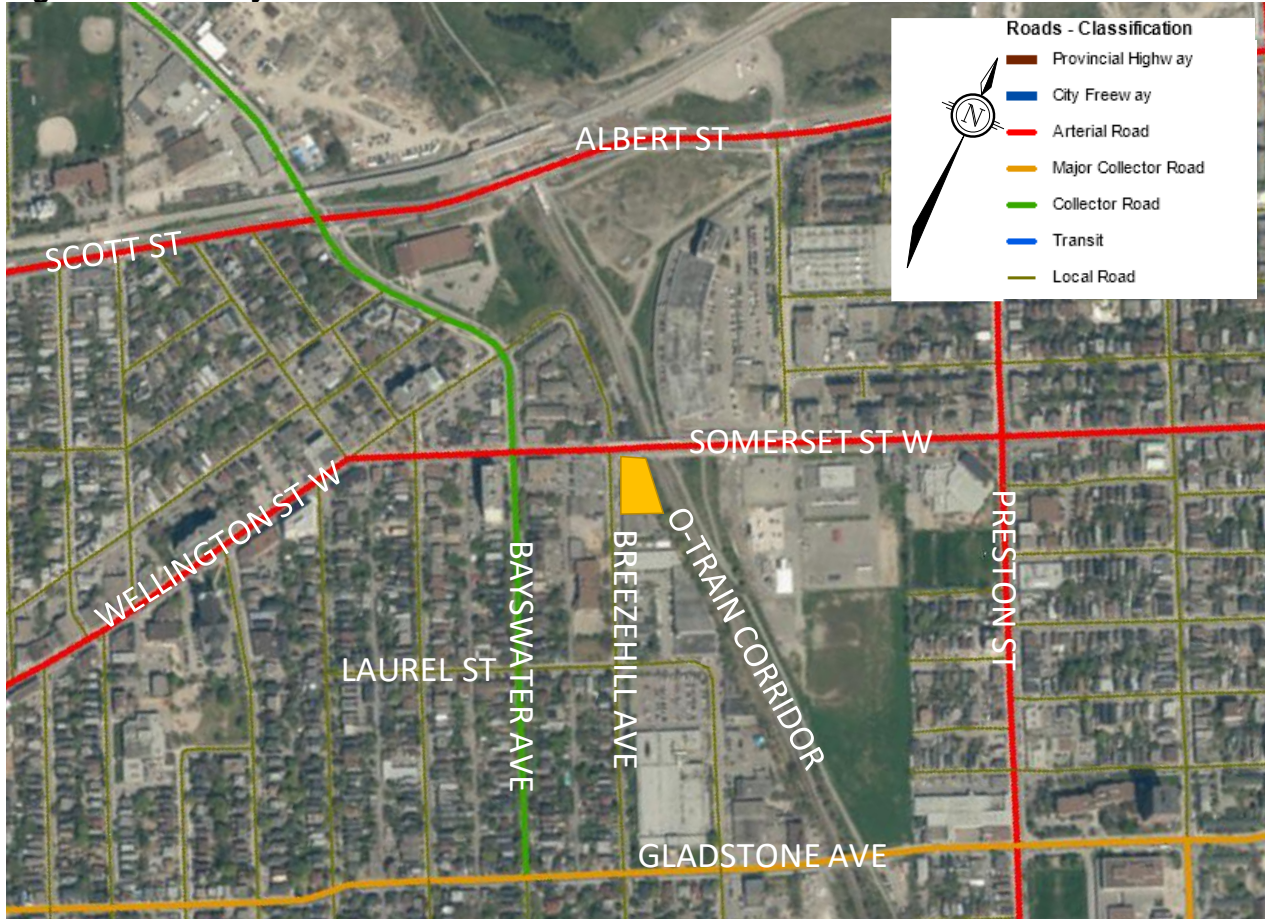 Roads - Classification
Provincial Highway
City Freeway
Arterial Road
Major Collector Road
Collector Road
Transit
Local Road
N
ALBERT ST
SCOTT ST
SOMERSET ST W
WELLINGTON ST W
PRESTON ST
O-TRAIN CORRIDOR
BREEZEHILL AVE
BAYSWATER AVE
LAUREL ST
GLADSTONE AVE